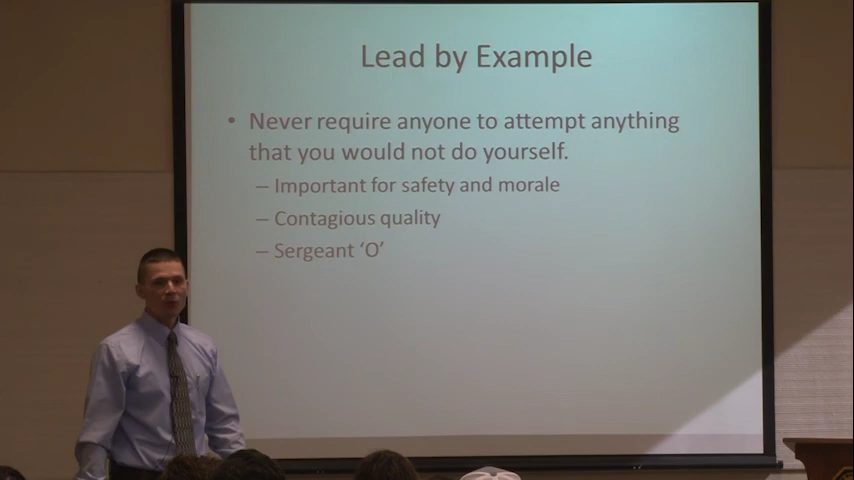 Lead by Example
• Never require anyone to attempt anything
that you would not do yourself.
– Important for safety and morale
– Contagious quality
– Sergeant ‘O’